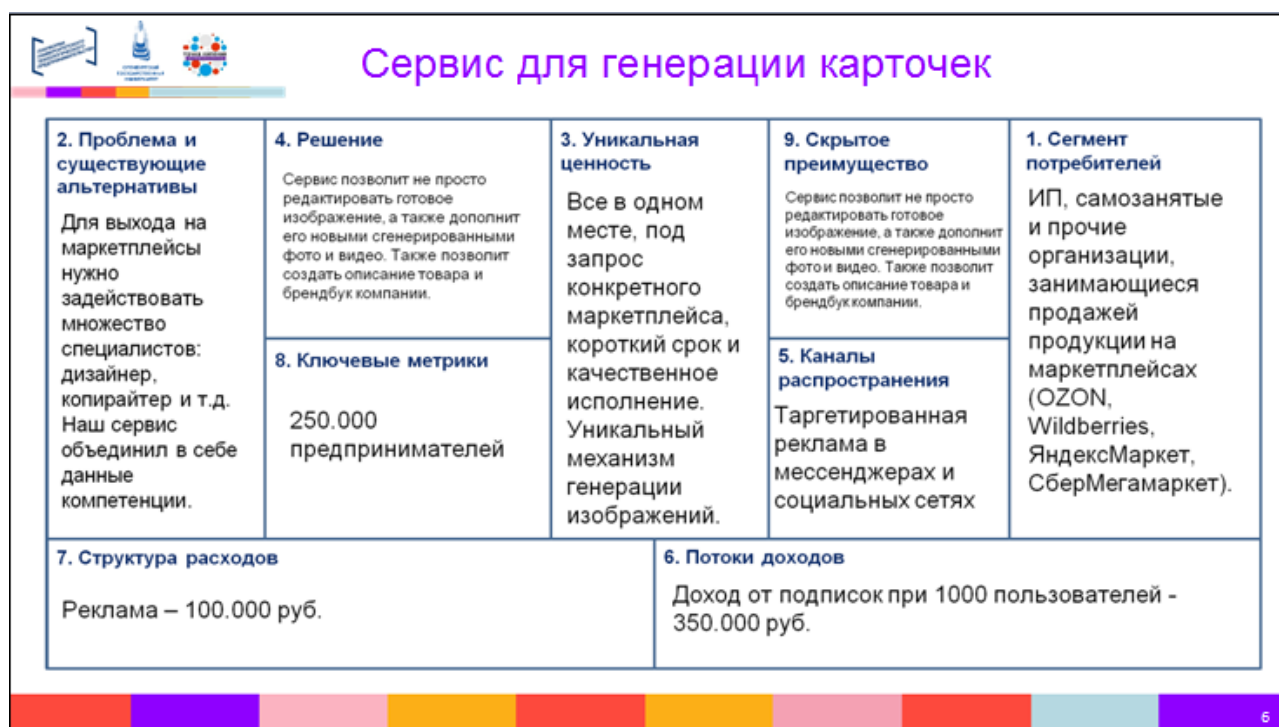 Сервис для генерации карточек
2. Проблема и
существующие
альтернативы
Для выхода на
маркетплейсы
нужно
задействовать
множество
специалистов:
дизайнер,
копирайтер и т.д.
Наш сервис
объединил в себе
данные
компетенции.
4. Решение
Сервис позволит не просто
редактировать готовое
изображение, а также дополнит
его новыми сгенерированными
фото и видео. Также позволит
создать описание товара и
брендбук компании.
8. Ключевые метрики
250.000
предпринимателей
3. Уникальная
ценность
Все в одном
месте, под
запрос
конкретного
маркетплейса,
короткий срок и
качественное
исполнение.
Уникальный
механизм
генерации
изображений.
9. Скрытое
преимущество
Сервис позволит не просто
редактировать готовое
изображение, а также дополнит
его новыми сгенерированными
фото и видео. Также позволит
создать описание товара и
брендбук компании.
5. Каналы
распространения
Таргетированная
реклама в
мессенджерах и
социальных сетях
1. Сегмент
потребителей
ИП, самозанятые
и прочие
организации,
занимающиеся
продажей
продукции на
маркетплейсах
(OZON,
Wildberries,
ЯндексМаркет,
СберМегамаркет).
7. Структура расходов
Реклама – 100.000 руб.
6. Потоки доходов
Доход от подписок при 1000 пользователей -
350.000 руб.
6